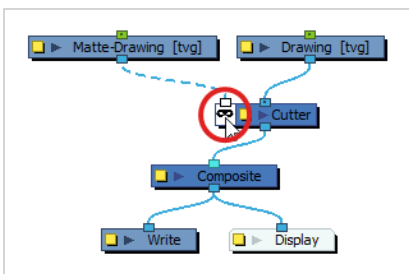 Matte-Drawing [tvg]
Drawing [tvg]
Cutter
Composite
Write
Display